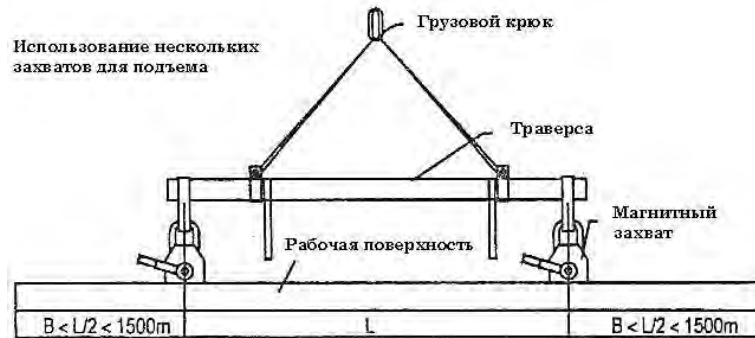 Грузовой крюк
Использование нескольких
захватов для подъема
Траверса
Магнитный
захват
Рабочая поверхность
B < L/2 < 1500m
L
B < L/2 < 1500m